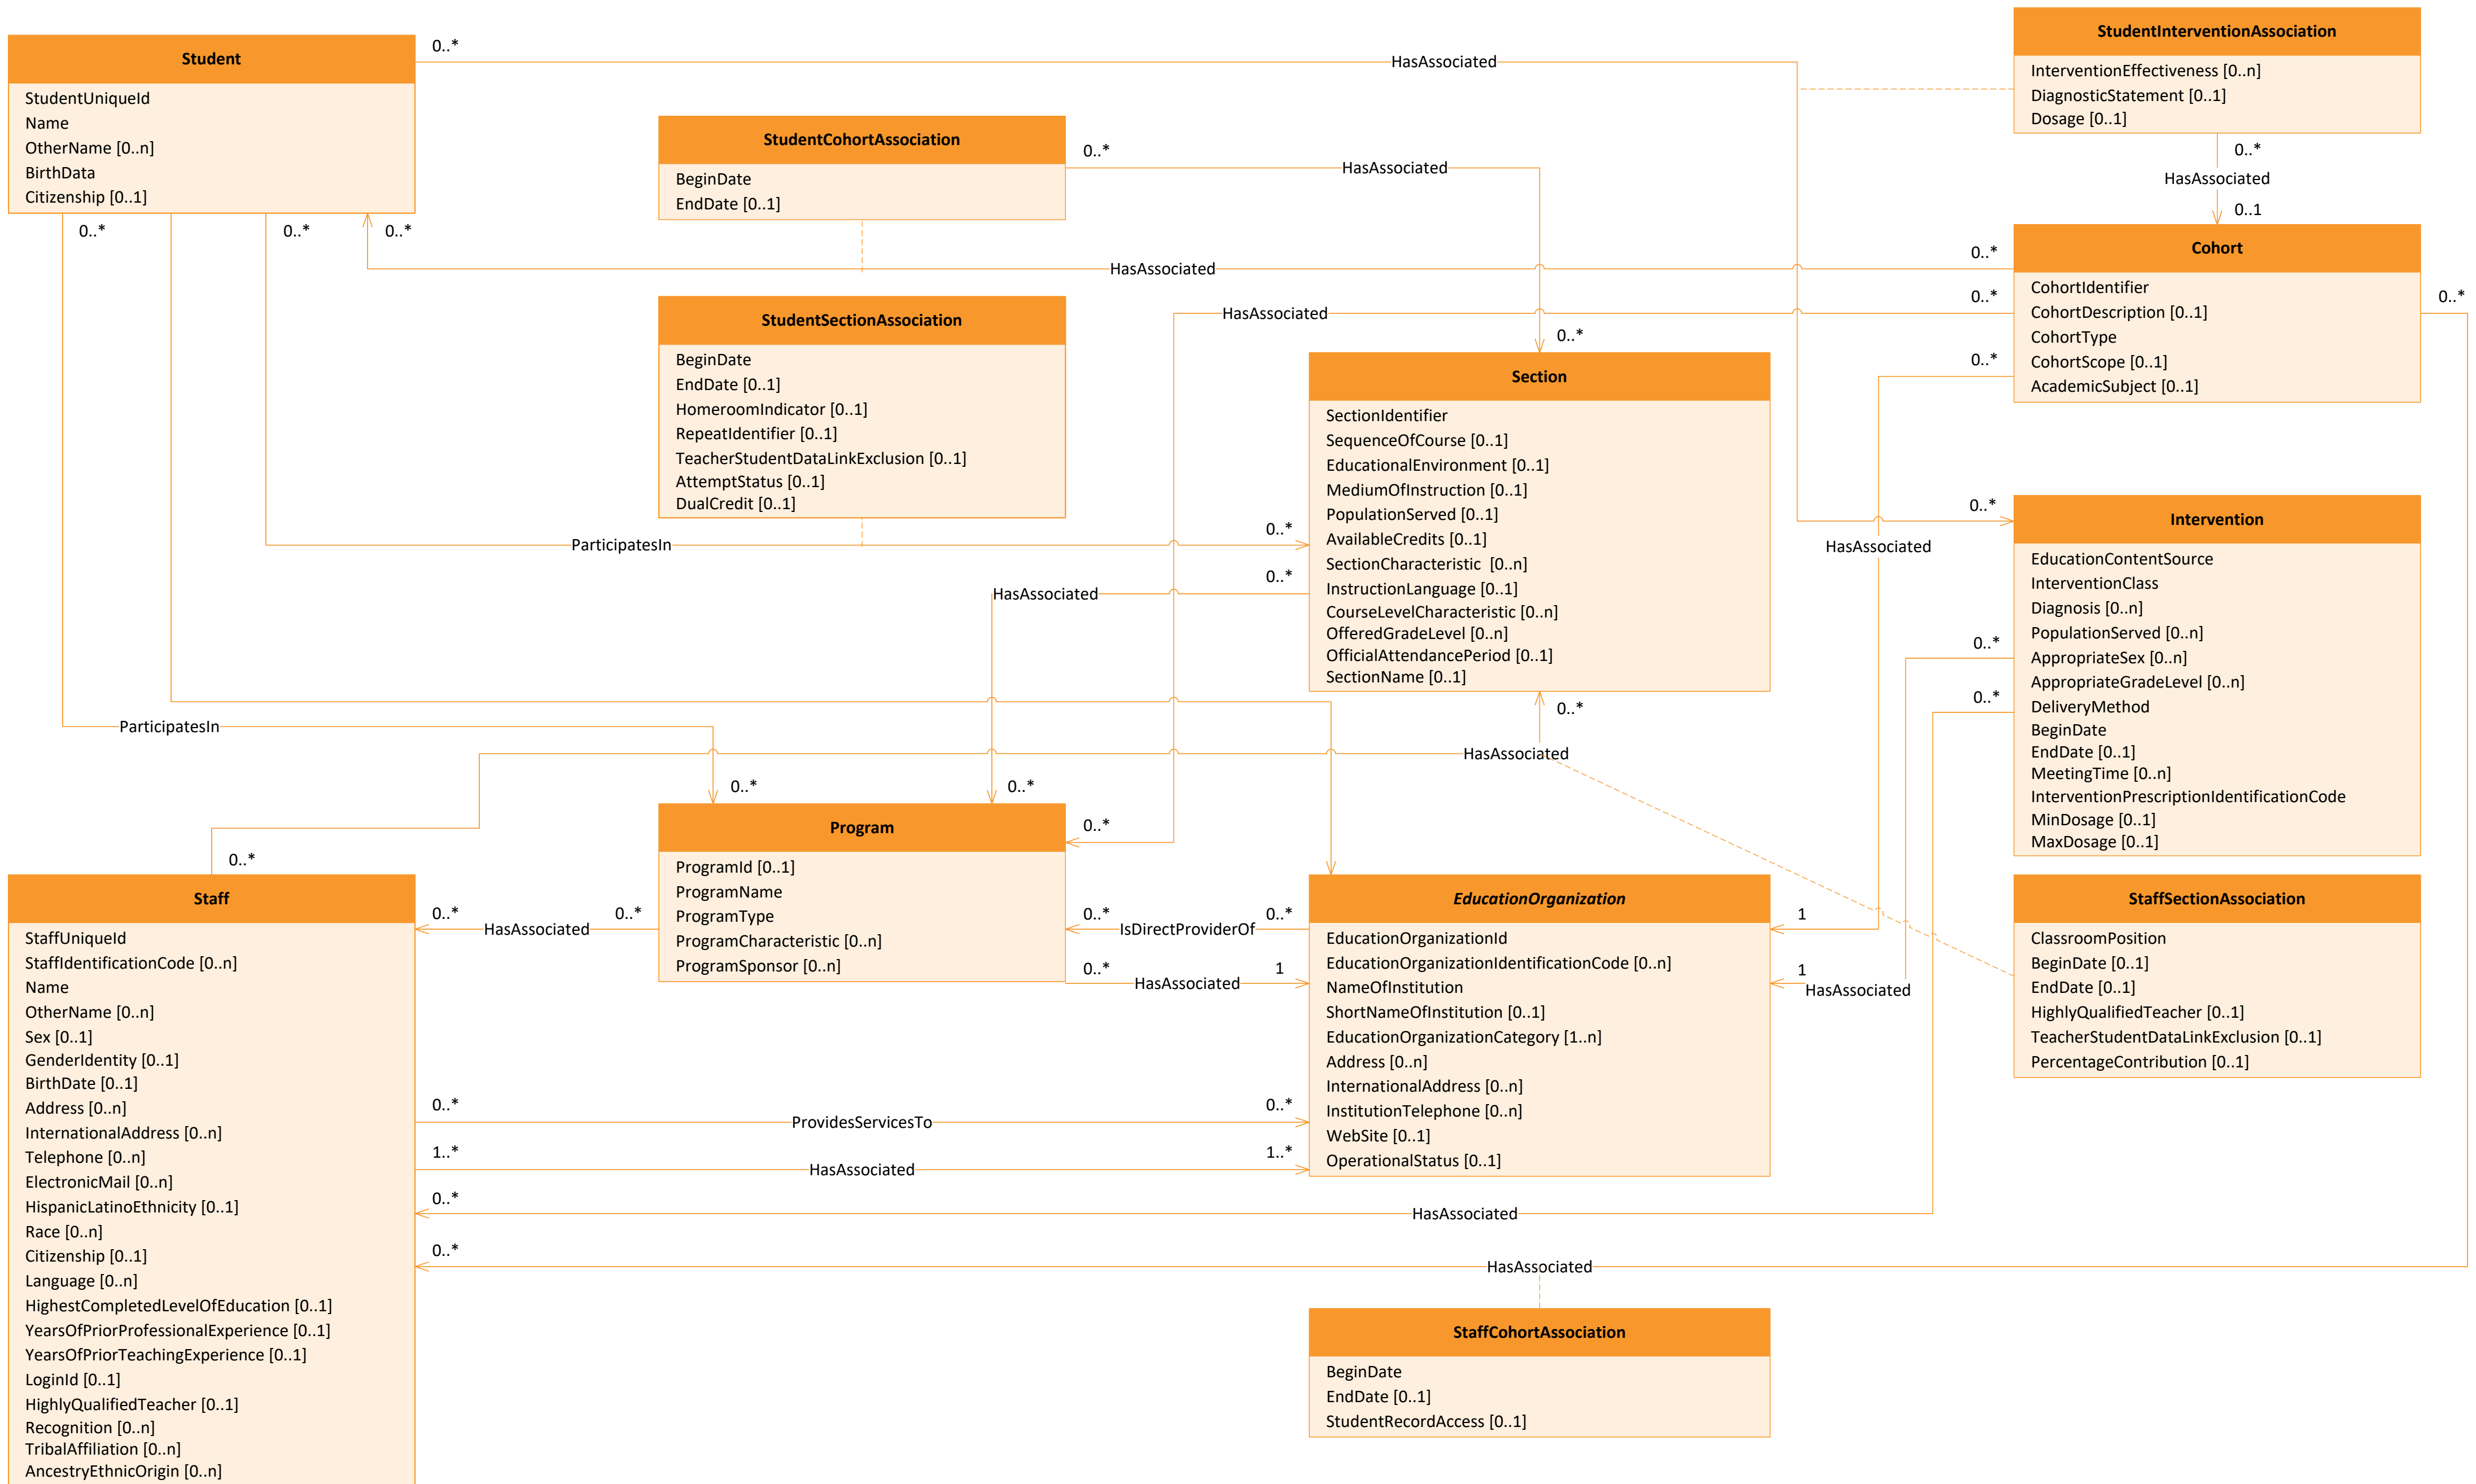 Student
StudentUniqueId
Name
OtherName [0..n]
BirthData
Citizenship [0..1]
0..*
HasAssociated
0..*
0..*
0..*
StudentCohortAssociation
BeginDate
EndDate [0..1]
0..*
HasAssociated
StudentInterventionAssociation
InterventionEffectiveness [0..n]
DiagnosticStatement [0..1]
Dosage [0..1]
0..*
HasAssociated
0..1
Cohort
CohortIdentifier
CohortDescription [0..1]
CohortType
CohortScope [0..1]
AcademicSubject [0..1]
0..*
0..*
0..*
0..*
HasAssociated
HasAssociated
StudentSectionAssociation
BeginDate
EndDate [0..1]
HomeroomIndicator [0..1]
RepeatIdentifier [0..1]
TeacherStudentDataLinkExclusion [0..1]
AttemptStatus [0..1]
DualCredit [0..1]
0..*
Section
SectionIdentifier
SequenceOfCourse [0..1]
EducationalEnvironment [0..1]
MediumOfInstruction [0..1]
PopulationServed [0..1]
AvailableCredits [0..1]
SectionCharacteristic [0..n]
InstructionLanguage [0..1]
CourseLevelCharacteristic [0..n]
OfferedGradeLevel [0..n]
OfficialAttendancePeriod [0..1]
SectionName [0..1]
ParticipatesIn
0..*
0..*
HasAssociated
HasAssociated
0..*
Intervention
EducationContentSource
InterventionClass
Diagnosis [0..n]
PopulationServed [0..n]
AppropriateSex [0..n]
AppropriateGradeLevel [0..n]
DeliveryMethod
BeginDate
EndDate [0..1]
MeetingTime [0..n]
InterventionPrescriptionIdentificationCode
MinDosage [0..1]
MaxDosage [0..1]
0..*
0..*
ParticipatesIn
0..*
HasAssociated
0..*
0..*
Program
ProgramId [0..1]
ProgramName
ProgramType
ProgramCharacteristic [0..n]
ProgramSponsor [0..n]
0..*
0..*
Staff
StaffUniqueId
StaffIdentificationCode [0..n]
Name
OtherName [0..n]
Sex [0..1]
GenderIdentity [0..1]
BirthDate [0..1]
Address [0..n]
InternationalAddress [0..n]
Telephone [0..n]
ElectronicMail [0..n]
HispanicLatinoEthnicity [0..1]
Race [0..n]
Citizenship [0..1]
Language [0..n]
HighestCompletedLevelOfEducation [0..1]
YearsOfPriorProfessionalExperience [0..1]
YearsOfPriorTeachingExperience [0..1]
LoginId [0..1]
HighlyQualifiedTeacher [0..1]
Recognition [0..n]
TribalAffiliation [0..n]
AncestryEthnicOrigin [0..n]
0..*
HasAssociated
0..*
0..*
IsDirectProviderOf
0..*
0..*
HasAssociated
1
EducationOrganization
EducationOrganizationId
EducationOrganizationIdentificationCode [0..n]
NameOfInstitution
ShortNameOfInstitution [0..1]
EducationOrganizationCategory [1..n]
Address [0..n]
InternationalAddress [0..n]
InstitutionTelephone [0..n]
WebSite [0..1]
OperationalStatus [0..1]
1
1
HasAssociated
StaffSectionAssociation
ClassroomPosition
BeginDate [0..1]
EndDate [0..1]
HighlyQualifiedTeacher [0..1]
TeacherStudentDataLinkExclusion [0..1]
PercentageContribution [0..1]
0..*
ProvidesServicesTo
0..*
1..*
HasAssociated
1..*
0..*
HasAssociated
0..*
HasAssociated
StaffCohortAssociation
BeginDate
EndDate [0..1]
StudentRecordAccess [0..1]